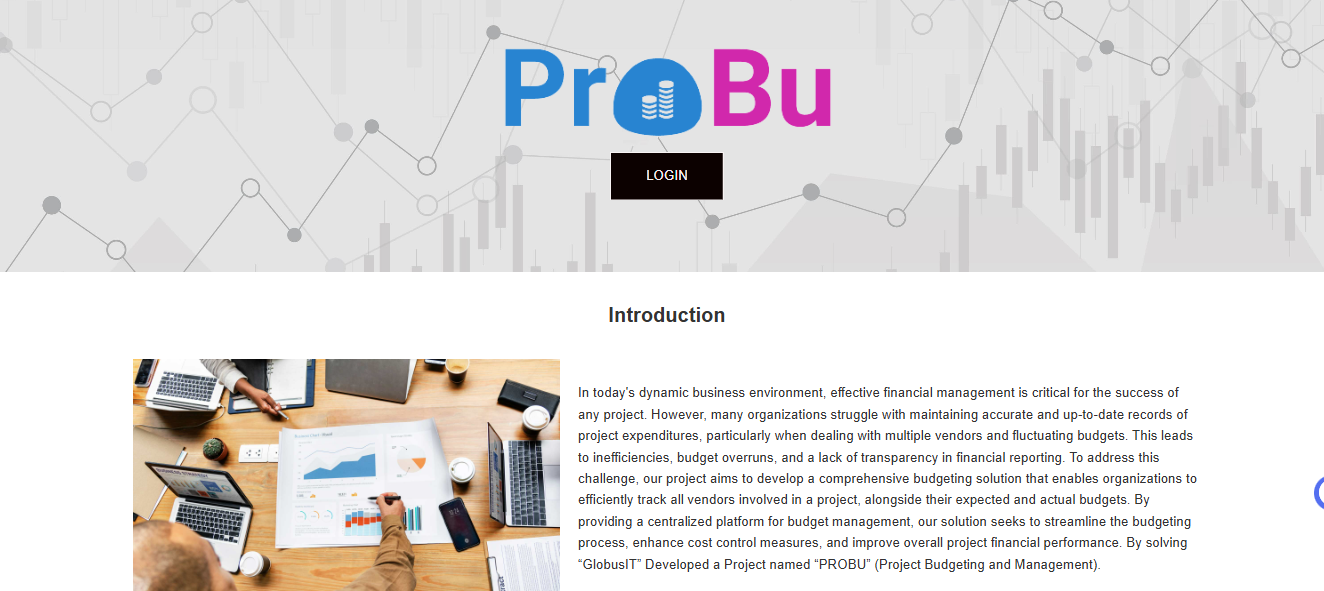 ProBu
LOGIN
Introduction
In today's dynamic business environment, effective financial management is critical for the success of
any project. However, many organizations struggle with maintaining accurate and up-to-date records of
project expenditures, particularly when dealing with multiple vendors and fluctuating budgets. This leads
to inefficiencies, budget overruns, and a lack of transparency in financial reporting. To address this
challenge, our project aims to develop a comprehensive budgeting solution that enables organizations to
efficiently track all vendors involved in a project, alongside their expected and actual budgets. By
providing a centralized platform for budget management, our solution seeks to streamline the budgeting
process, enhance cost control measures, and improve overall project financial performance. By solving
“GlobusIT” Developed a Project named “PROBU” (Project Budgeting and Management).